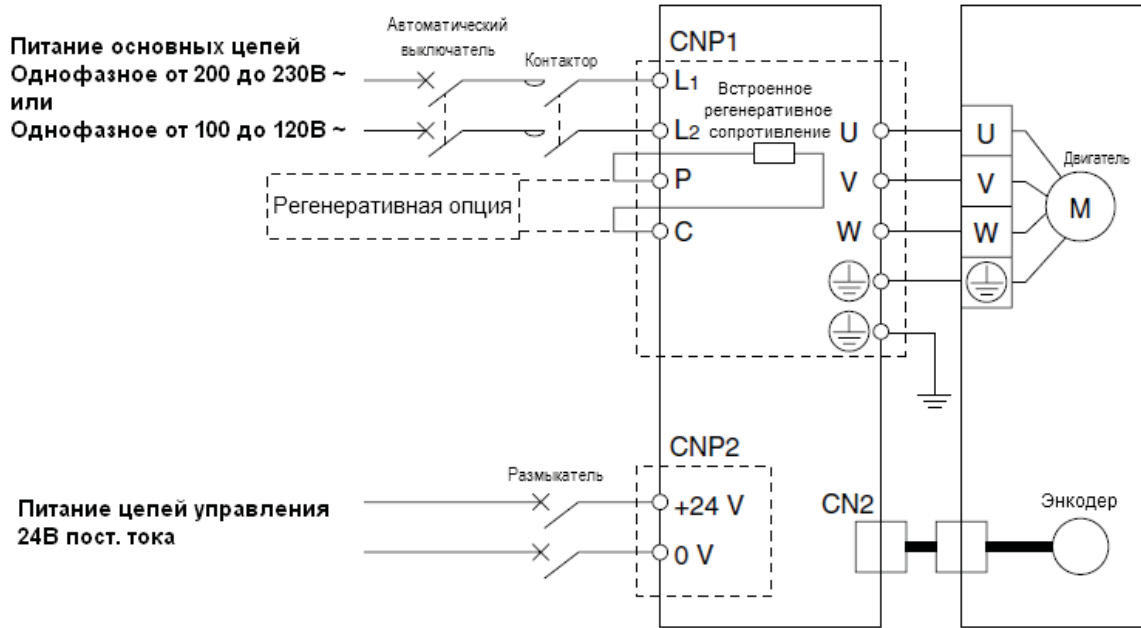 Питание основных цепей
Однофазное от 200 до 230В ~
или
Однофазное от 100 до 120В ~
Автоматический
выключатель
Контактор
CNP1
L1
L2
P
C
Встроенное
регенеративное
сопротивление
Регенеративная опция
U
V
W
U
V
W
Двигатель
M
CNP2
Размыкатель
+24 V
0 V
Питание цепей управления
24В пост. тока
CN2
Энкодер